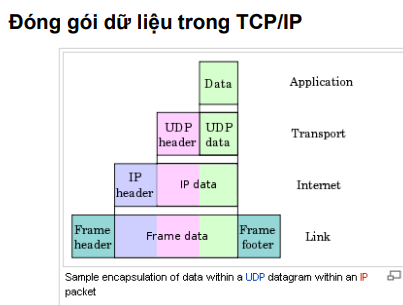 Đóng gói dữ liệu trong TCP/IP
Data
Application
UDP header
UDP data
Transport
IP header
IP data
Internet
Frame header
Frame data
Frame footer
Link
Sample encapsulation of data within a UDP datagram within an IP
packet